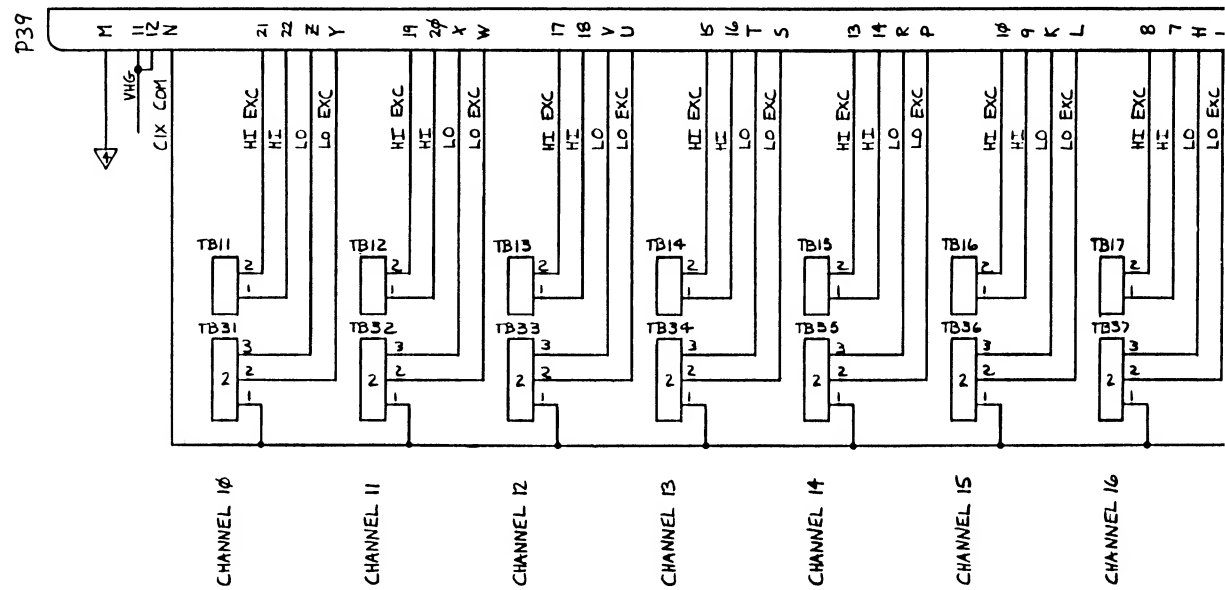 P39
M 11 12 N 21 22 Z Y 19 2Ø X W 17 18 V U 15 16 T S 13 14 R P 1Ø 9 K L 8 7 H
VHG
CIX COM
HI EXC
HI
LO
LO EXC
HI EXC
HI
LO
LO EXC
HI EXC
HI
LO
LO EXC
HI EXC
HI
LO
LO EXC
HI EXC
HI
LO
LO EXC
HI EXC
HI
LO
LO EXC
HI EXC
HI
LO
LO EXC
4
TB11 TB12 TB13 TB14 TB15 TB16 TB17
2 2 2 2 2 2 2
1 1 1 1 1 1 1
TB31 TB32 TB33 TB34 TB35 TB36 TB37
3 3 3 3 3 3 3
2 2 2 2 2 2 2 2 2 2 2 2 2 2
1 1 1 1 1 1 1
CHANNEL 1Ø
CHANNEL 11
CHANNEL 12
CHANNEL 13
CHANNEL 14
CHANNEL 15
CHANNEL 16